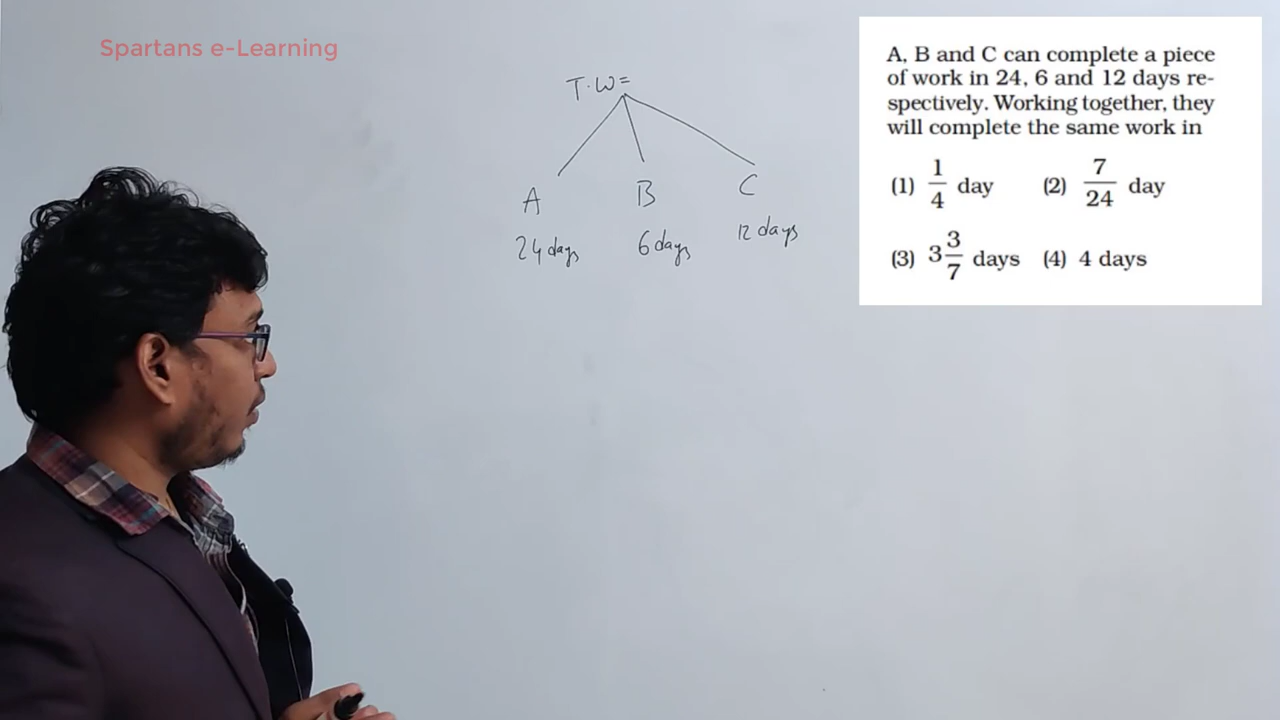 Spartans e-Learning
T.W=
A B C
24 days 6 days 12 days
A, B and C can complete a piece
of work in 24, 6 and 12 days re-
spectively. Working together, they
will complete the same work in
(1) 1/4 day (2) 7/24 day
(3) 3 3/7 days (4) 4 days